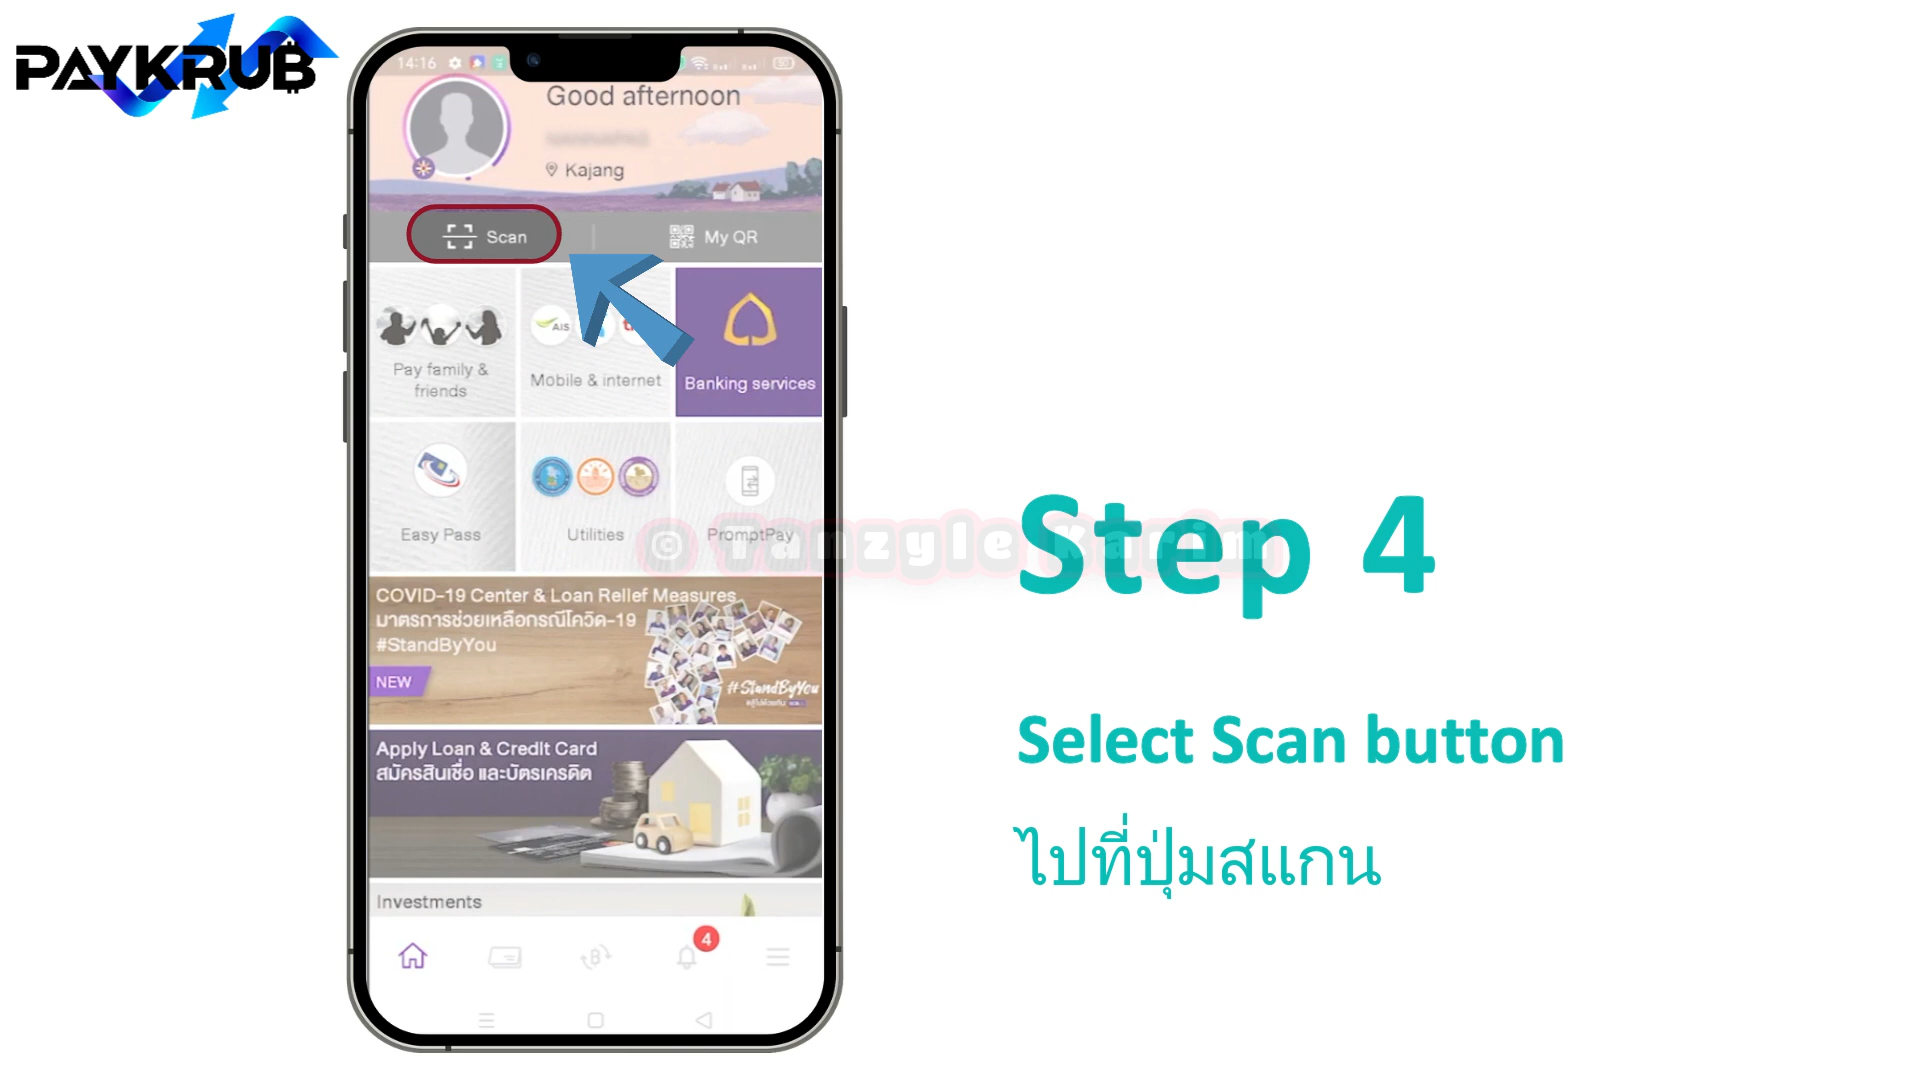 PAYKRUB
14:16
Good afternoon
Kajang
Scan
My QR
AIS
Pay family &
friends
Mobile & internet
Banking services
Easy Pass
Utilities
PromptPay
© Tanzyle Karim
COVID-19 Center & Loan Relief Measures
มาตรการช่วยเหลือกรณีโควิด-19
#StandByYou
NEW
#StandByYou
Apply Loan & Credit Card
สมัครสินเชื่อ และบัตรเครดิต
Investments
4
Step 4
Select Scan button
ไปที่ปุ่มสแกน